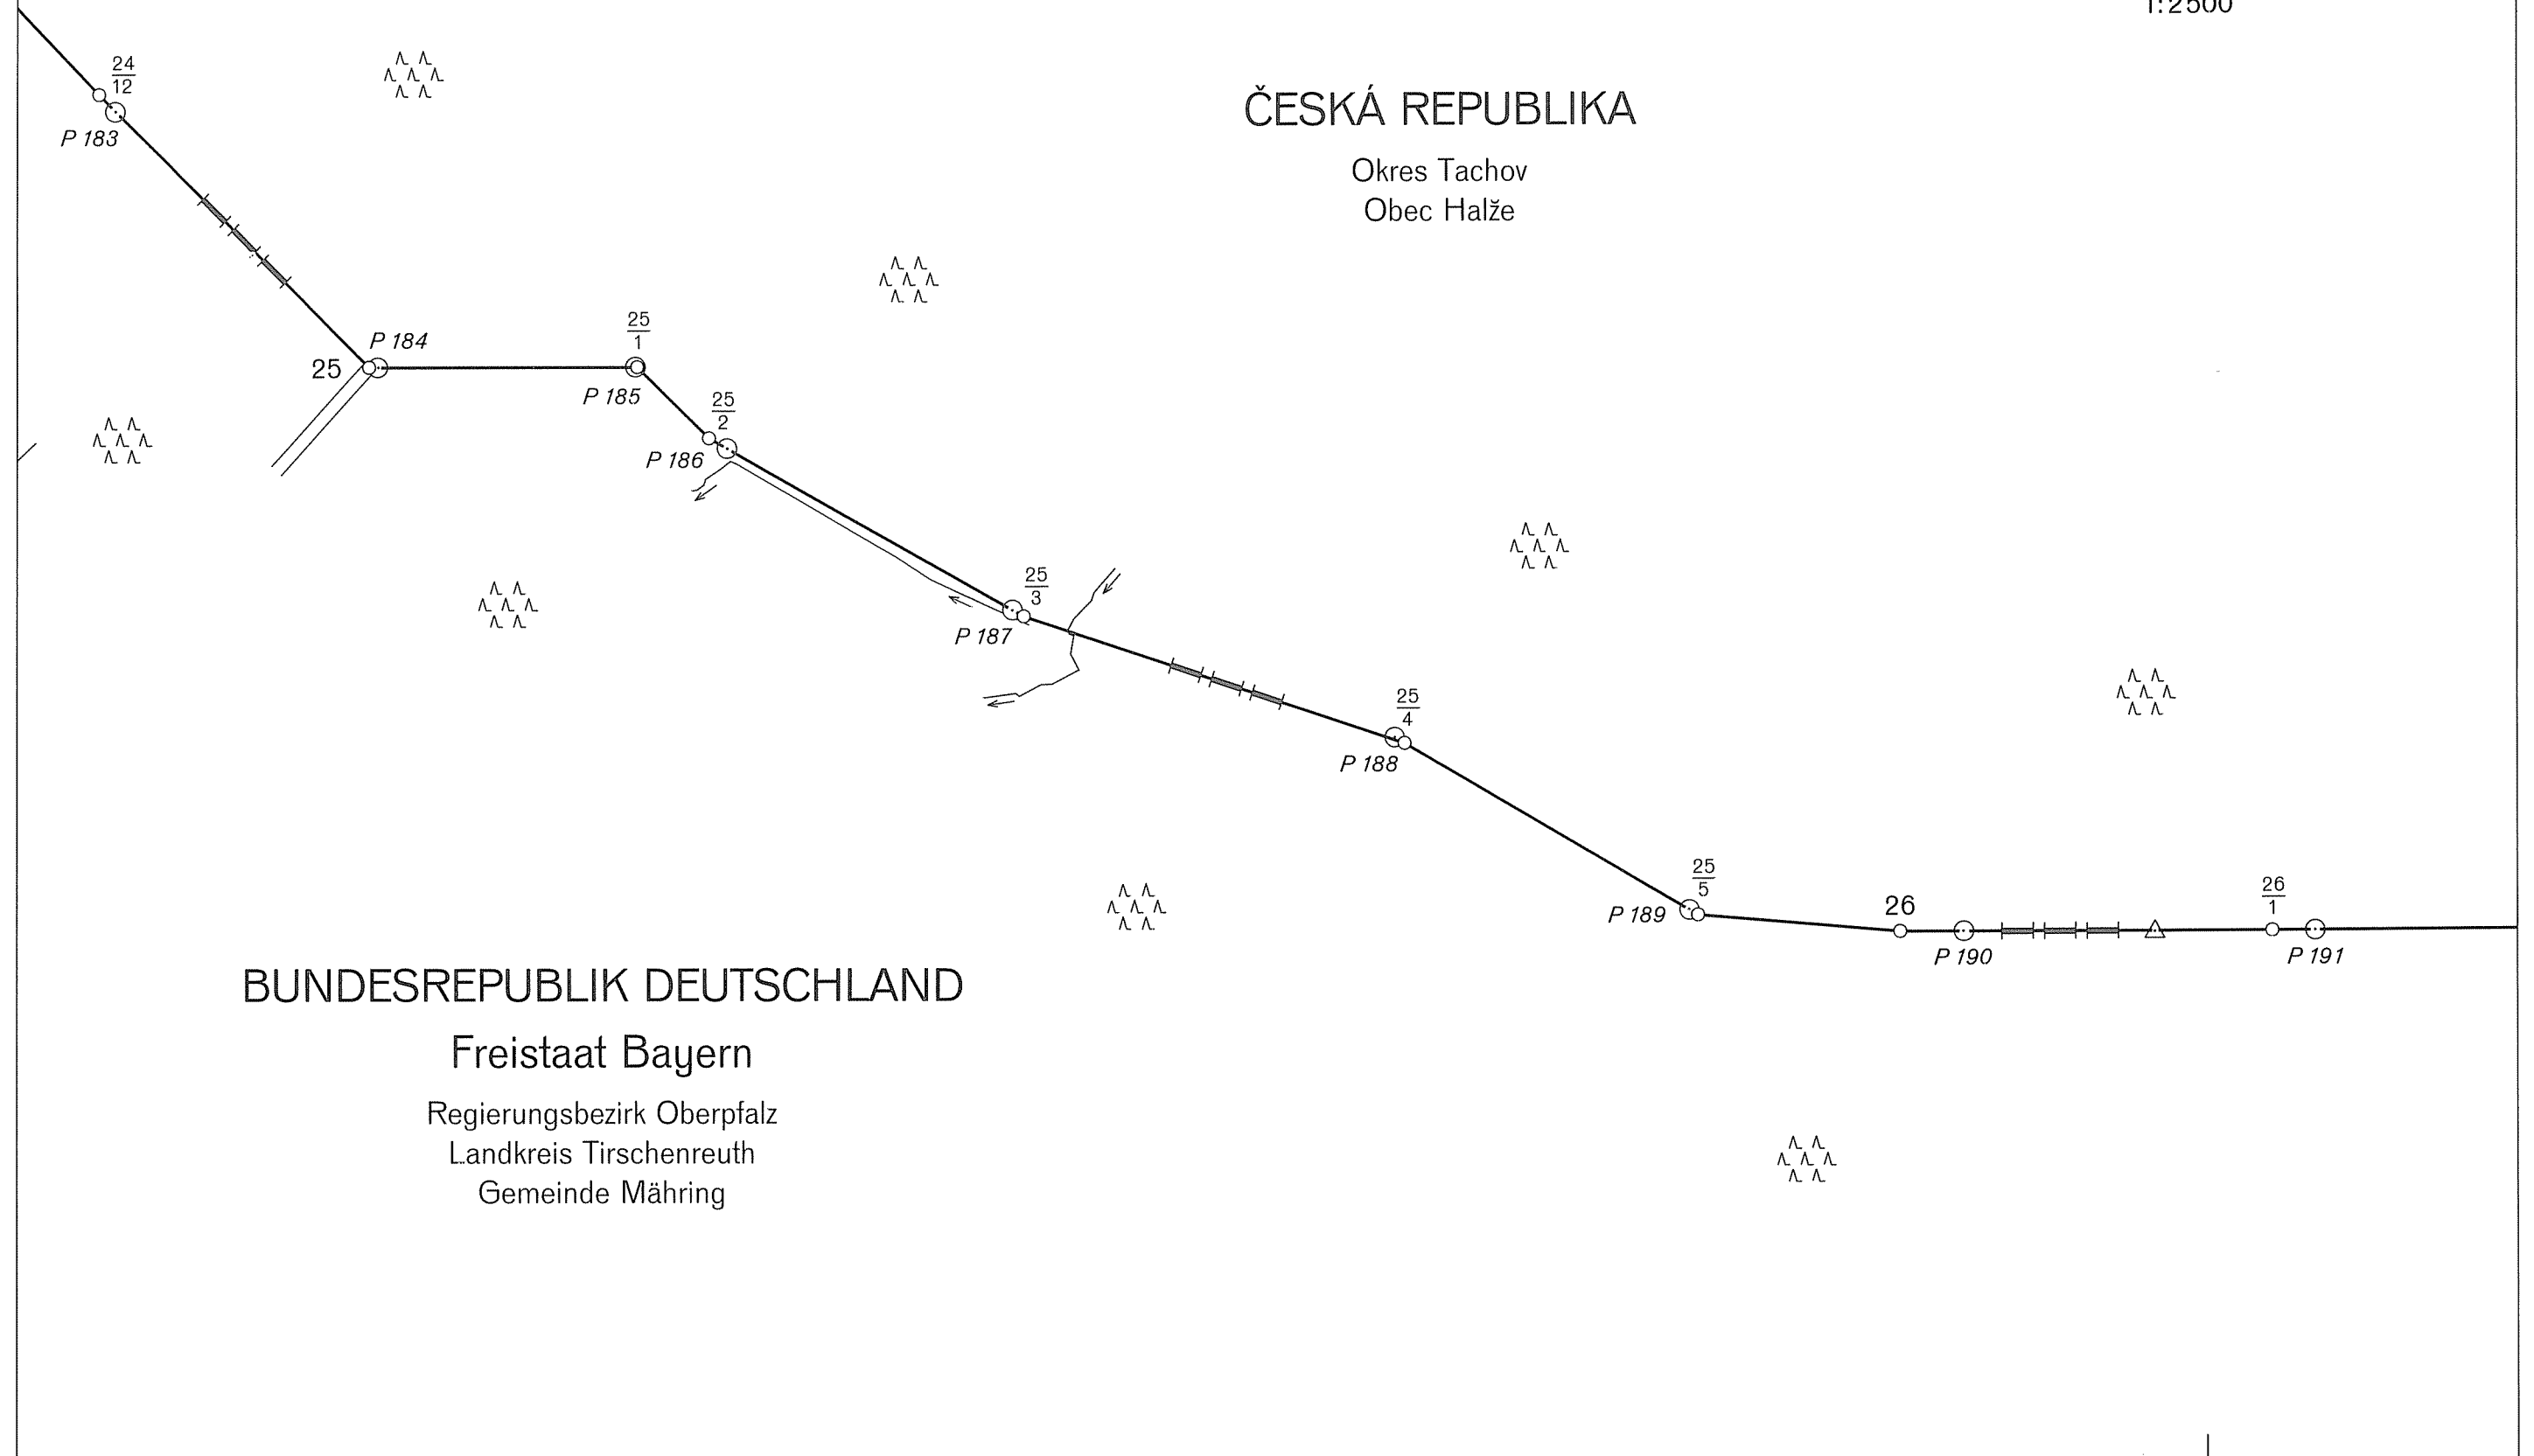 1:2500
24
12
P 183
ČESKÁ REPUBLIKA
Okres Tachov
Obec Halže
P 184
25
25
1
P 185
25
2
P 186
25
3
P 187
25
4
P 188
25
5
P 189
26
P 190
26
1
P 191
BUNDESREPUBLIK DEUTSCHLAND
Freistaat Bayern
Regierungsbezirk Oberpfalz
Landkreis Tirschenreuth
Gemeinde Mähring